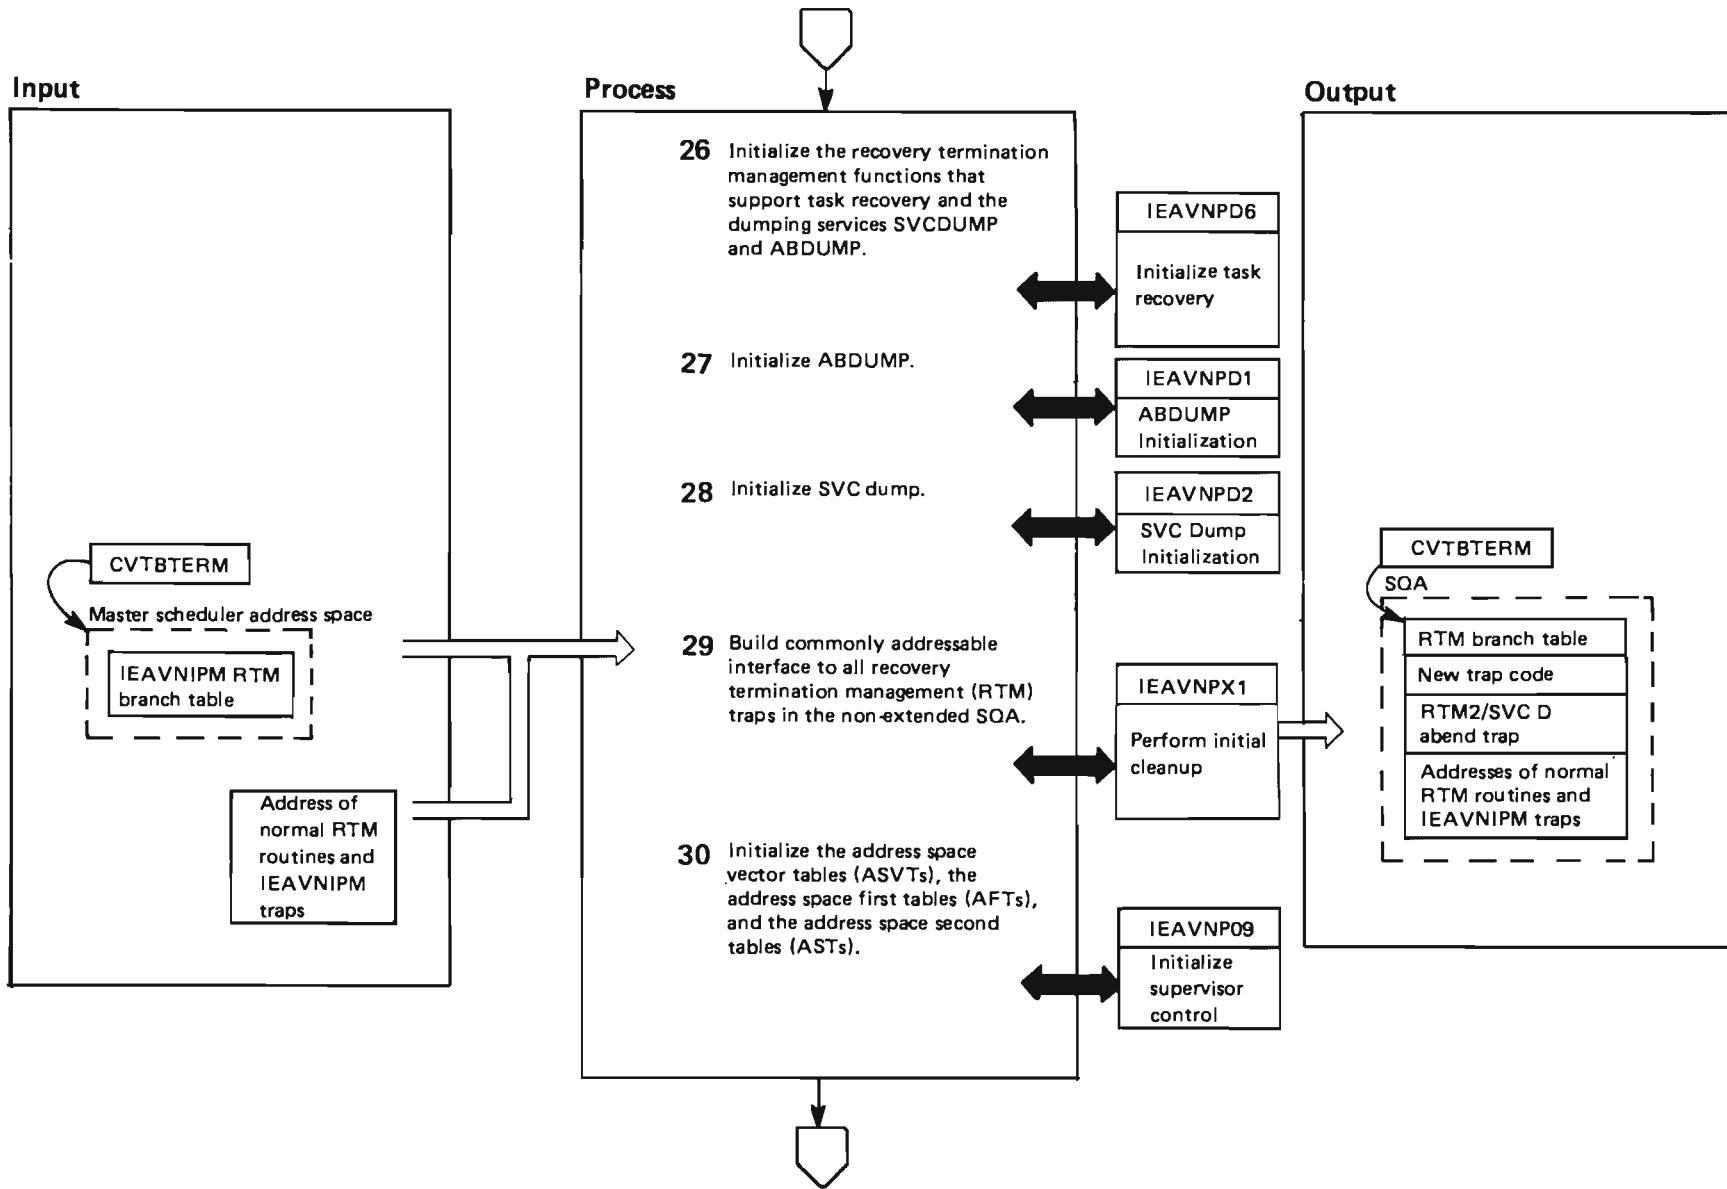 Input
Process
Output
26 Initialize the recovery termination
management functions that
support task recovery and the
dumping services SVCDUMP
and ABDUMP.
IEAVNPD6
Initialize task
recovery
27 Initialize ABDUMP.
IEAVNPD1
ABDUMP
Initialization
28 Initialize SVC dump.
IEAVNPD2
SVC Dump
Initialization
CVTBTERM
Master scheduler address space
IEAVNIPM RTM
branch table
Address of
normal RTM
routines and
IEAVNIPM
traps
29 Build commonly addressable
interface to all recovery
termination management (RTM)
traps in the non-extended SQA.
IEAVNPX1
Perform initial
cleanup
30 Initialize the address space
vector tables (ASVTs), the
address space first tables (AFTs),
and the address space second
tables (ASTs).
IEAVNP09
Initialize
supervisor
control
CVTBTERM
SQA
RTM branch table
New trap code
RTM2/SVC D
abend trap
Addresses of normal
RTM routines and
IEAVNIPM traps